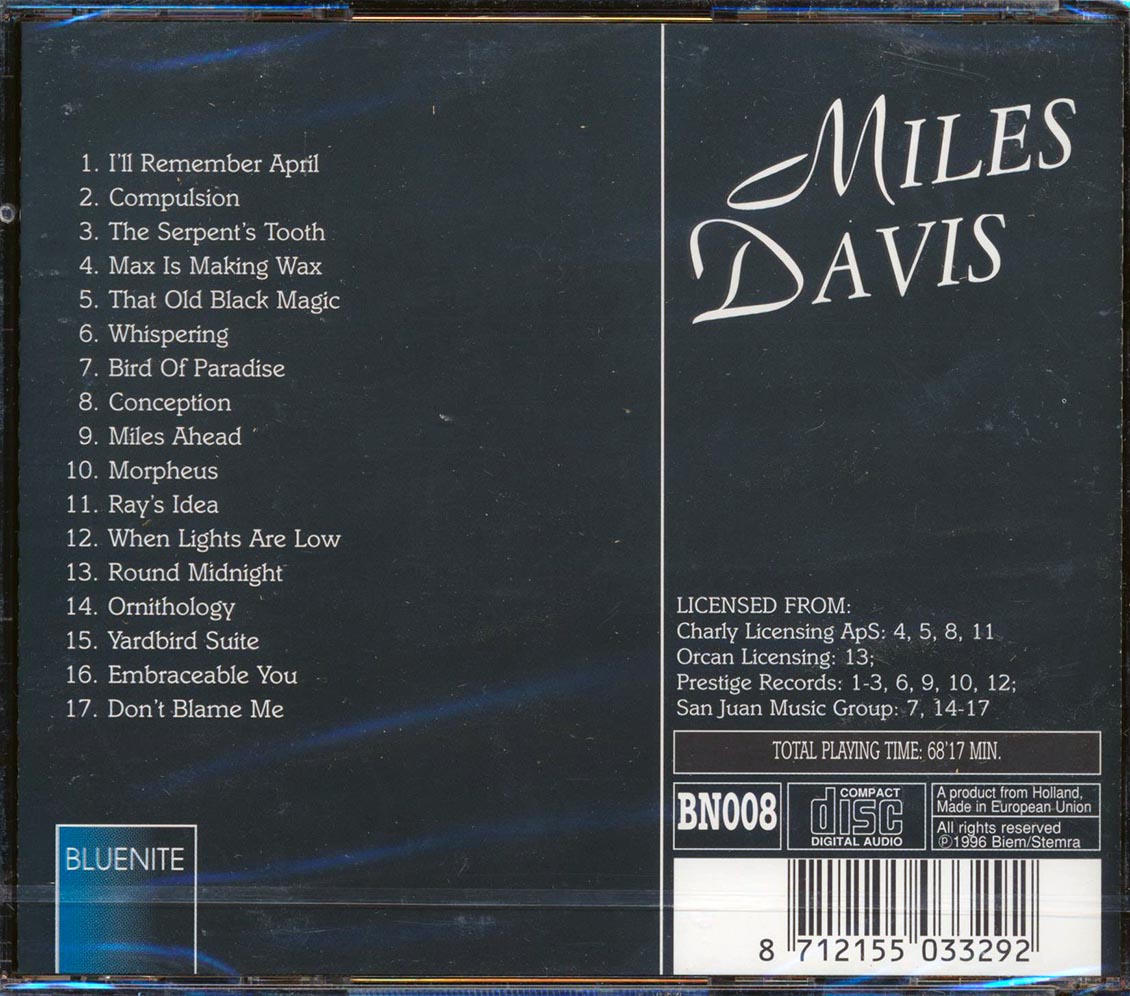 1. I'll Remember April
2. Compulsion
3. The Serpent's Tooth
4. Max Is Making Wax
5. That Old Black Magic
6. Whispering
7. Bird Of Paradise
8. Conception
9. Miles Ahead
10. Morpheus
11. Ray's Idea
12. When Lights Are Low
13. Round Midnight
14. Ornithology
15. Yardbird Suite
16. Embraceable You
17. Don't Blame Me
BLUENITE
MILES
DAVIS
LICENSED FROM:
Charly Licensing ApS: 4, 5, 8, 11
Orcan Licensing: 13;
Prestige Records: 1-3, 6, 9, 10, 12;
San Juan Music Group: 7, 14-17
TOTAL PLAYING TIME: 68'17 MIN.
BN008
COMPACT
disc
DIGITAL AUDIO
A product from Holland,
Made in European Union
All rights reserved
℗1996 Biem/Stemra
8 712155 033292